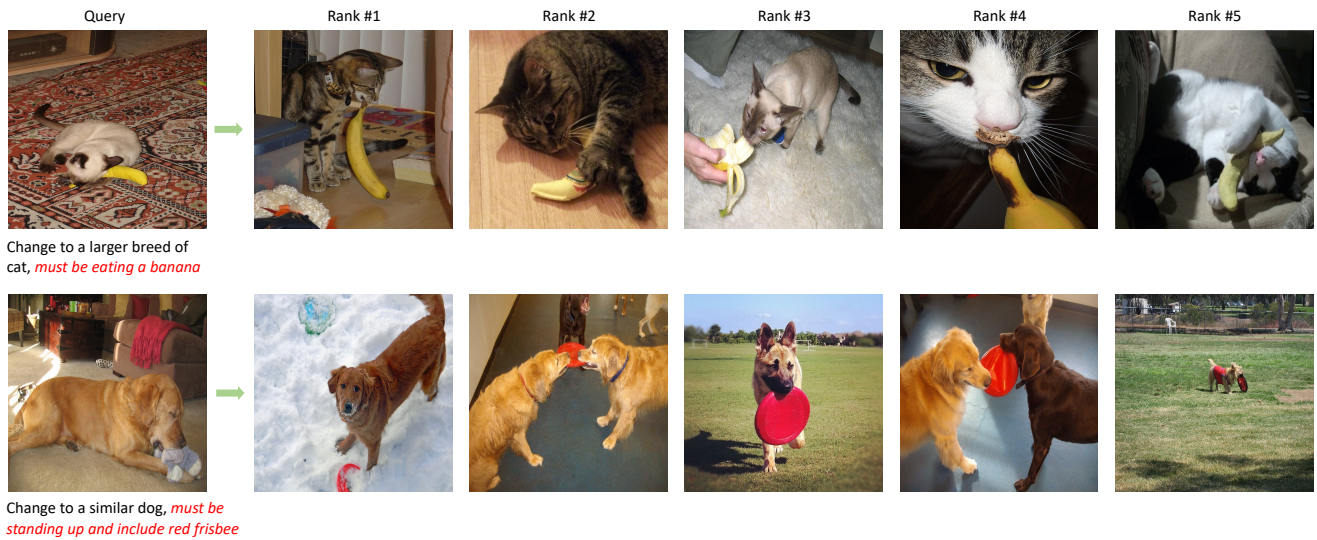 Query
Rank #1
Rank #2
Rank #3
Rank #4
Rank #5
Change to a larger breed of
cat, must be eating a banana
Change to a similar dog, must be
standing up and include red frisbee